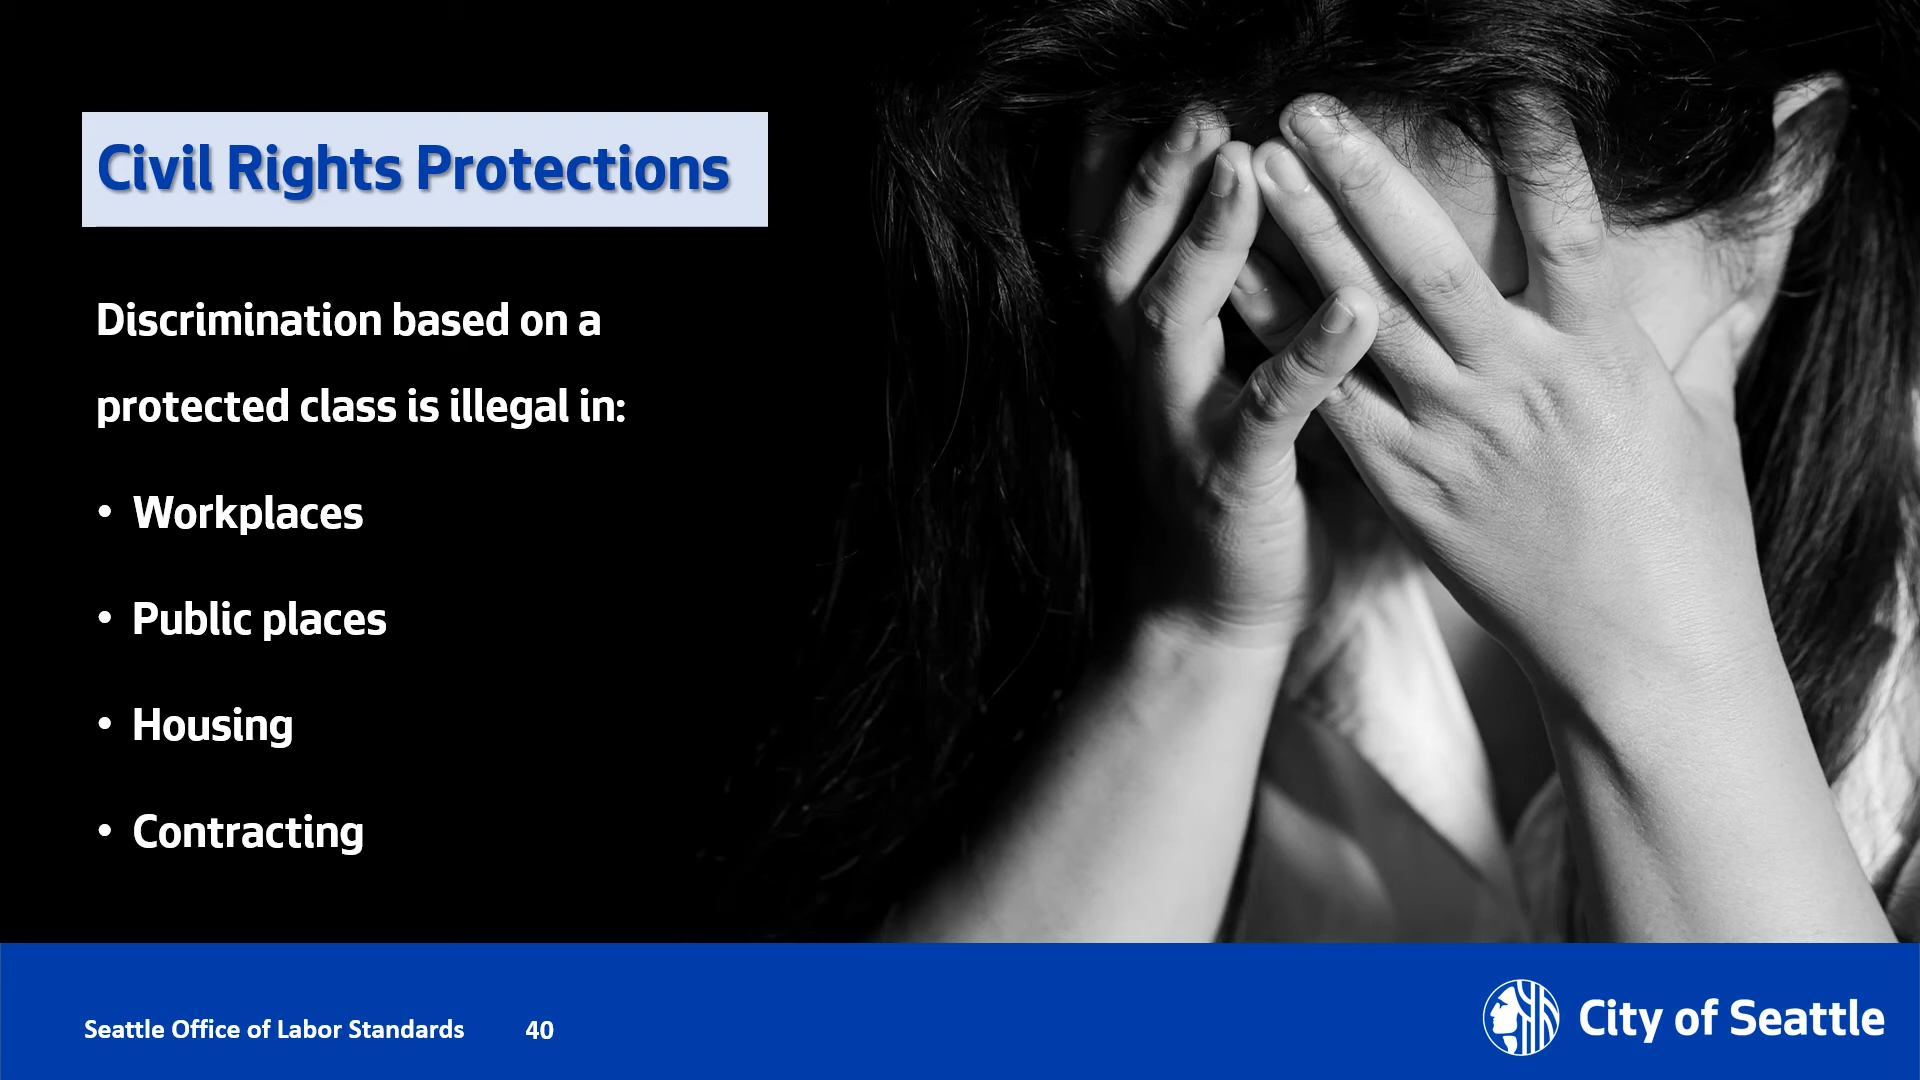 Civil Rights Protections
Discrimination based on a
protected class is illegal in:
• Workplaces
• Public places
• Housing
• Contracting
Seattle Office of Labor Standards 40
City of Seattle